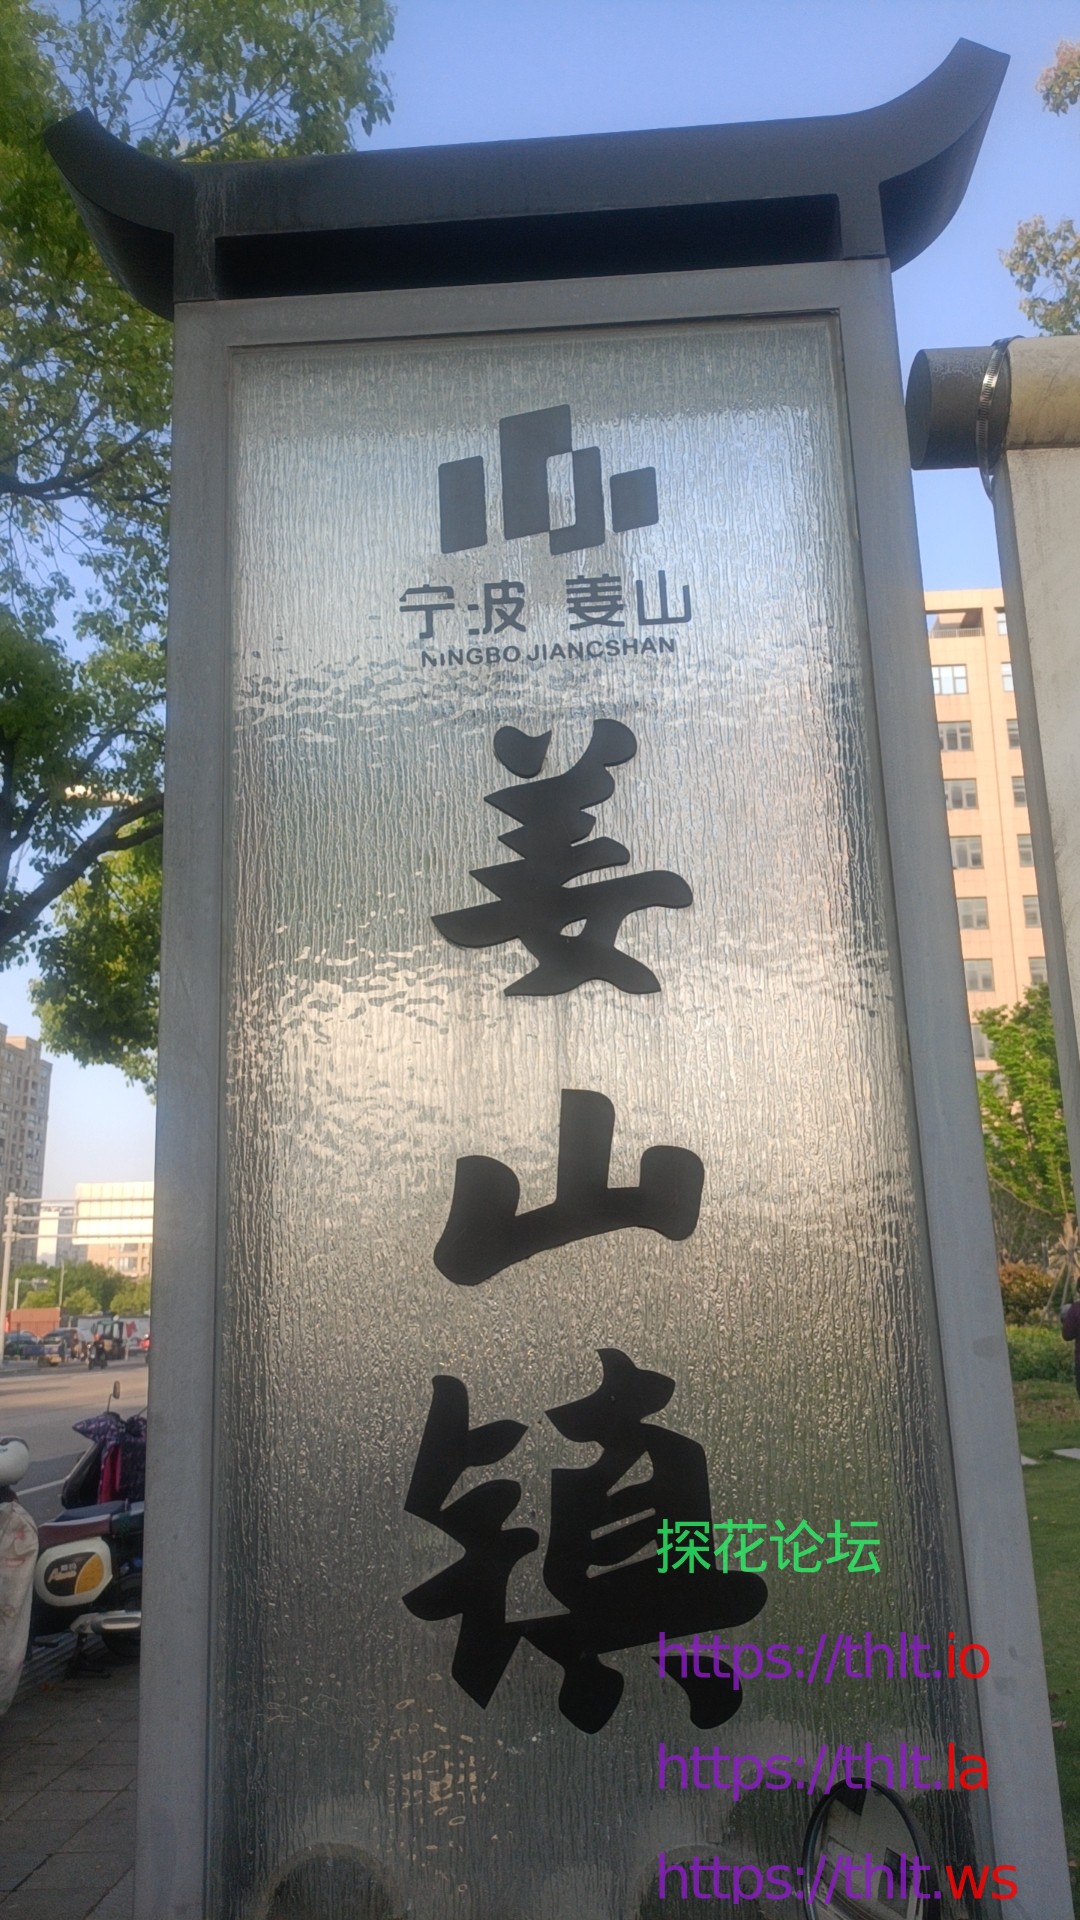 宁波 姜山
NINGBO JIANGSHAN
姜
山
镇
探花论坛
https://thlt.io
https://thlt.la
https://thlt.ws